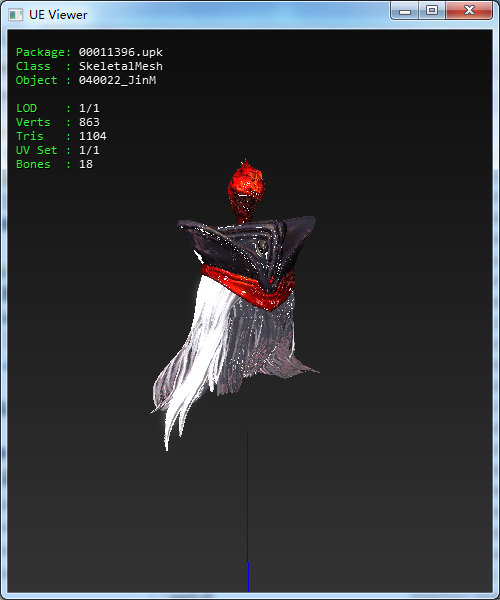 UE Viewer
Package: 00011396.upk
Class : SkeletalMesh
Object : 040022_JinM
LOD : 1/1
Verts : 863
Tris : 1104
UV Set : 1/1
Bones : 18